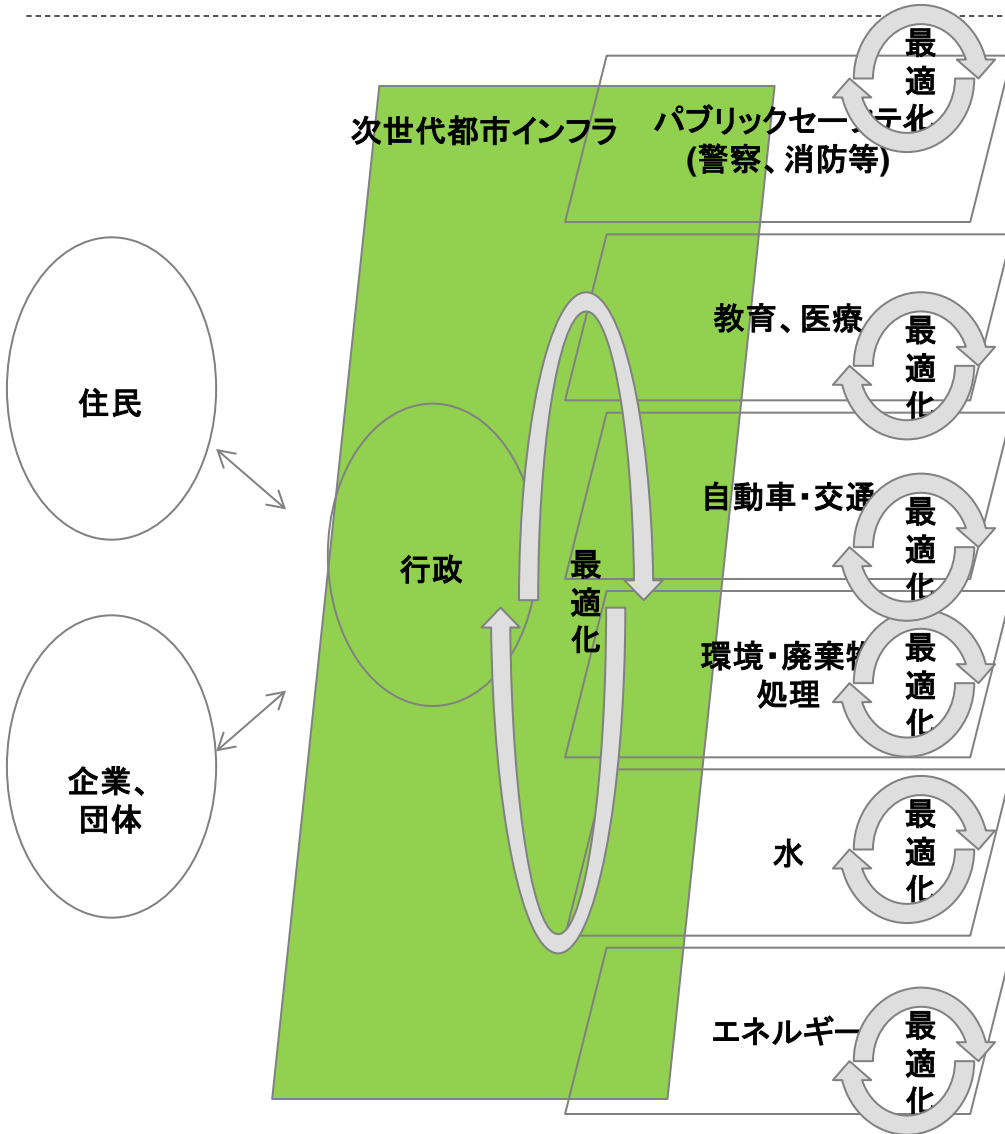 次世代都市インフラ
パブリックセーフティ
(警察、消防等)
最
適
化
教育、医療
最
適
化
住民
自動車・交通
最
適
化
行政
最
適
化
環境・廃棄物
処理
最
適
化
企業、
団体
水
最
適
化
エネルギー
最
適
化